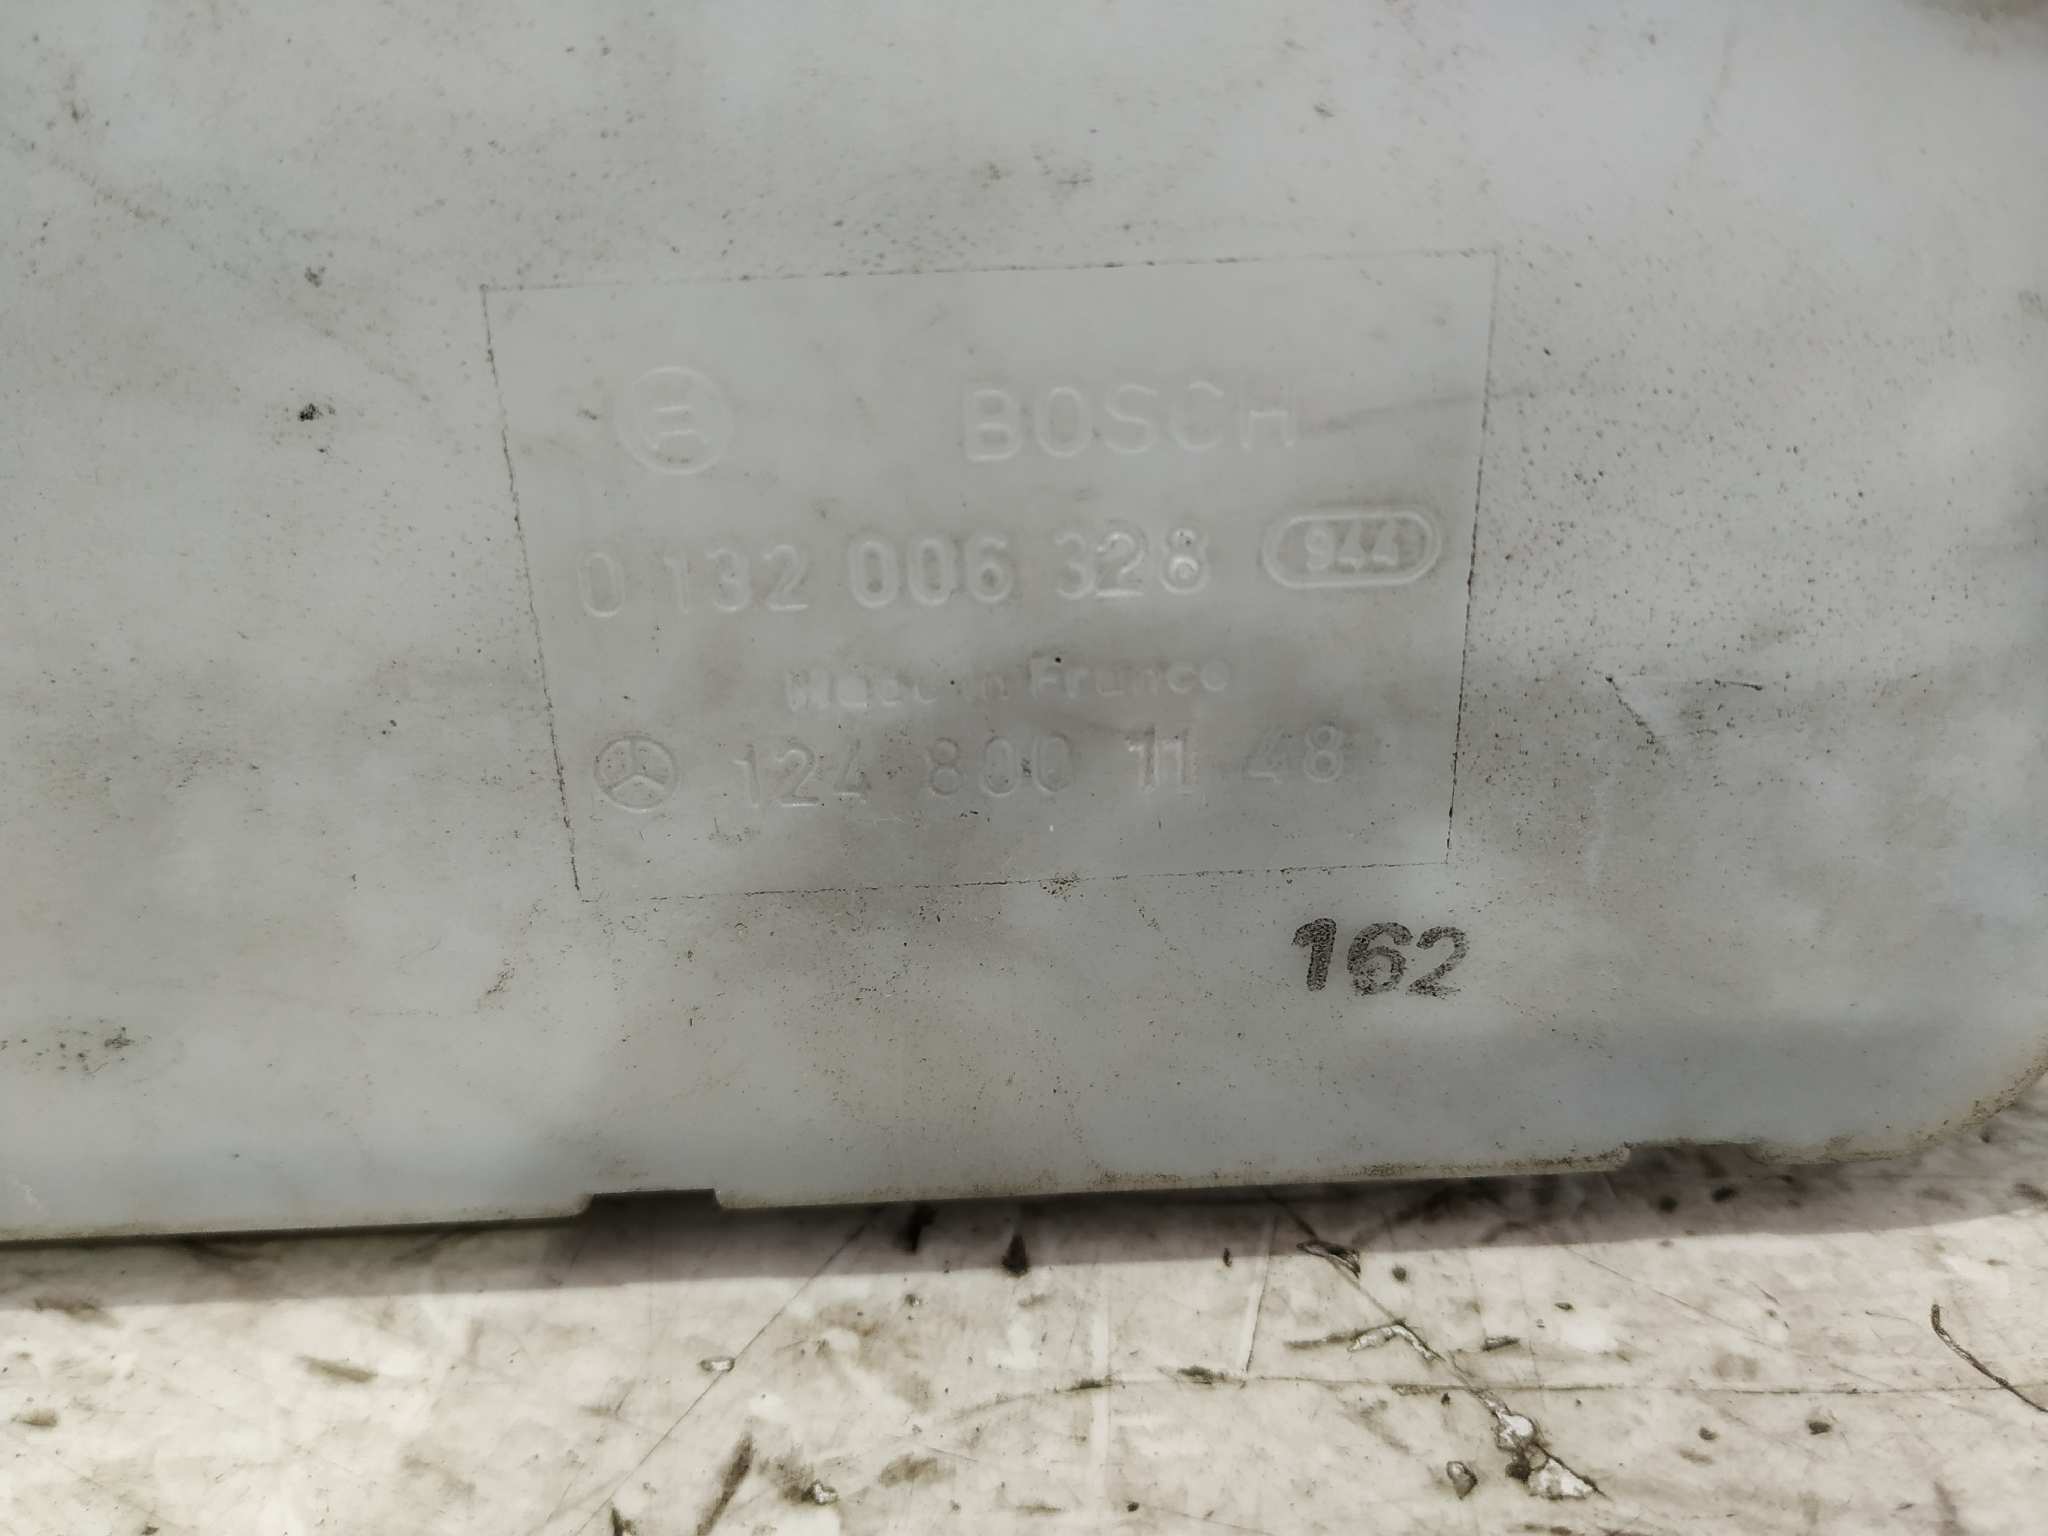 BOSCH
0 132 006 328 944
Made in France
124 800 11 48
162